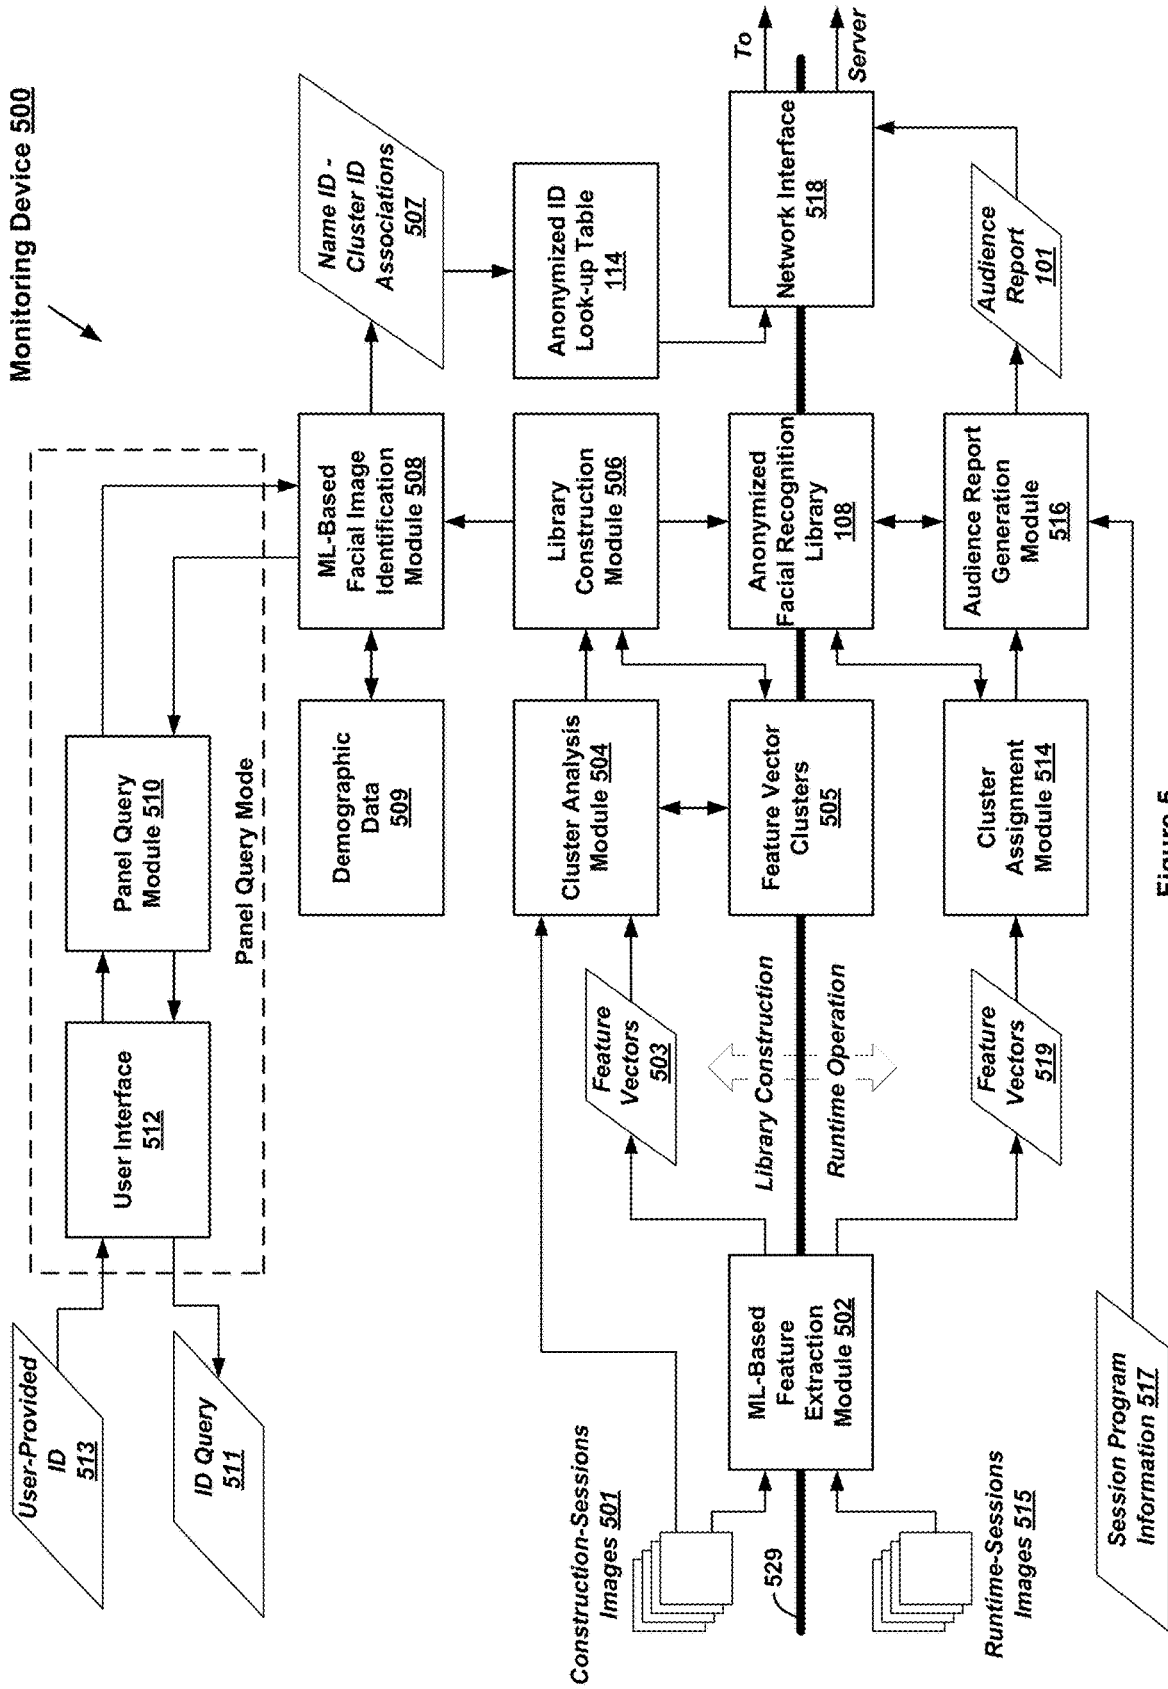 Monitoring Device 500
User-Provided
ID
513
ID Query
511
User Interface
512
Panel Query
Module 510
Panel Query Mode
Demographic
Data
509
ML-Based
Facial Image
Identification
Module 508
Name ID -
Cluster ID
Associations
507
Construction-Sessions
Images 501
Feature
Vectors
503
Cluster Analysis
Module 504
Library
Construction
Module 506
Anonymized ID
Look-up Table
114
529
ML-Based
Feature
Extraction
Module 502
Library Construction
Runtime Operation
Feature Vector
Clusters
505
Anonymized
Facial Recognition
Library
108
Network Interface
518
To
Server
Runtime-Sessions
Images 515
Feature
Vectors
519
Cluster
Assignment
Module 514
Audience Report
Generation
Module
516
Audience
Report
101
Session Program
Information 517
Figure 5